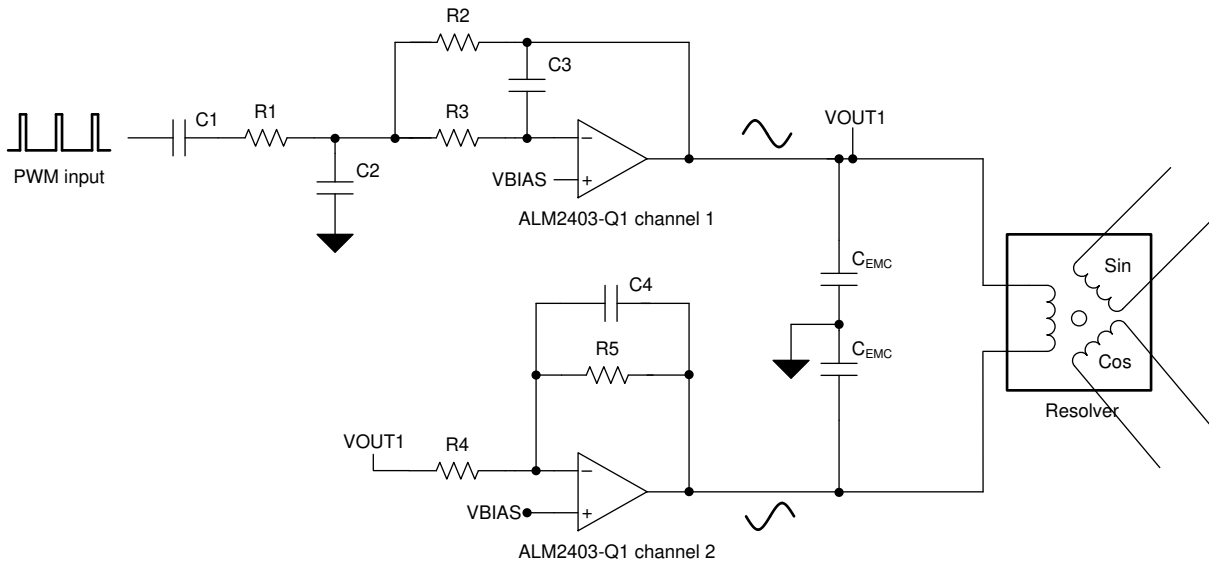 R2
C3
C1
R1
R3
PWM input
C2
VBIAS
ALM2403-Q1 channel 1
VOUT1
CEMC
CEMC
Sin
Cos
Resolver
C4
R5
VOUT1
R4
VBIAS
ALM2403-Q1 channel 2